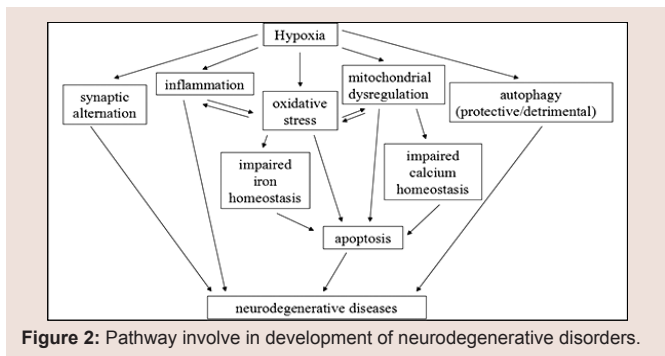 Hypoxia
synaptic
alternation
inflammation
oxidative
stress
mitochondrial
dysregulation
autophagy
(protective/detrimental)
impaired
iron
homeostasis
impaired
calcium
homeostasis
apoptosis
neurodegenerative diseases
Figure 2: Pathway involve in development of neurodegenerative disorders.